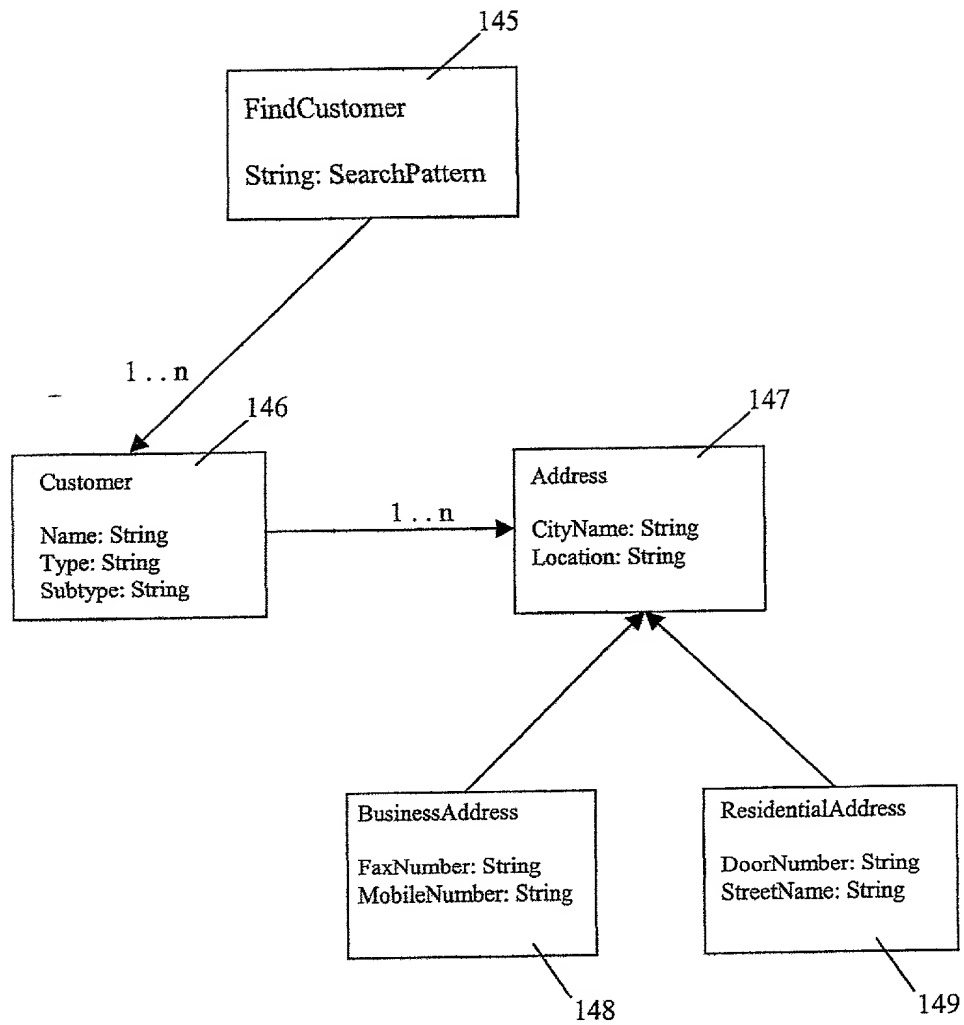 145
FindCustomer
String: SearchPattern
1 . . n
146
Customer
Name: String
Type: String
Subtype: String
1 . . n
147
Address
CityName: String
Location: String
BusinessAddress
FaxNumber: String
MobileNumber: String
148
ResidentialAddress
DoorNumber: String
StreetName: String
149